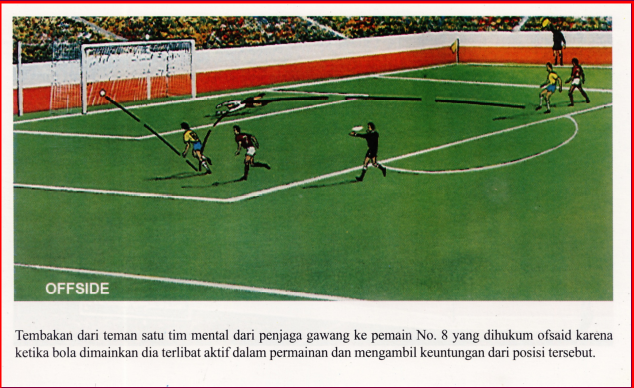 OFFSIDE
Tembakan dari teman satu tim mental dari penjaga gawang ke pemain No. 8 yang dihukum ofsaid karena
ketika bola dimainkan dia terlibat aktif dalam permainan dan mengambil keuntungan dari posisi tersebut.